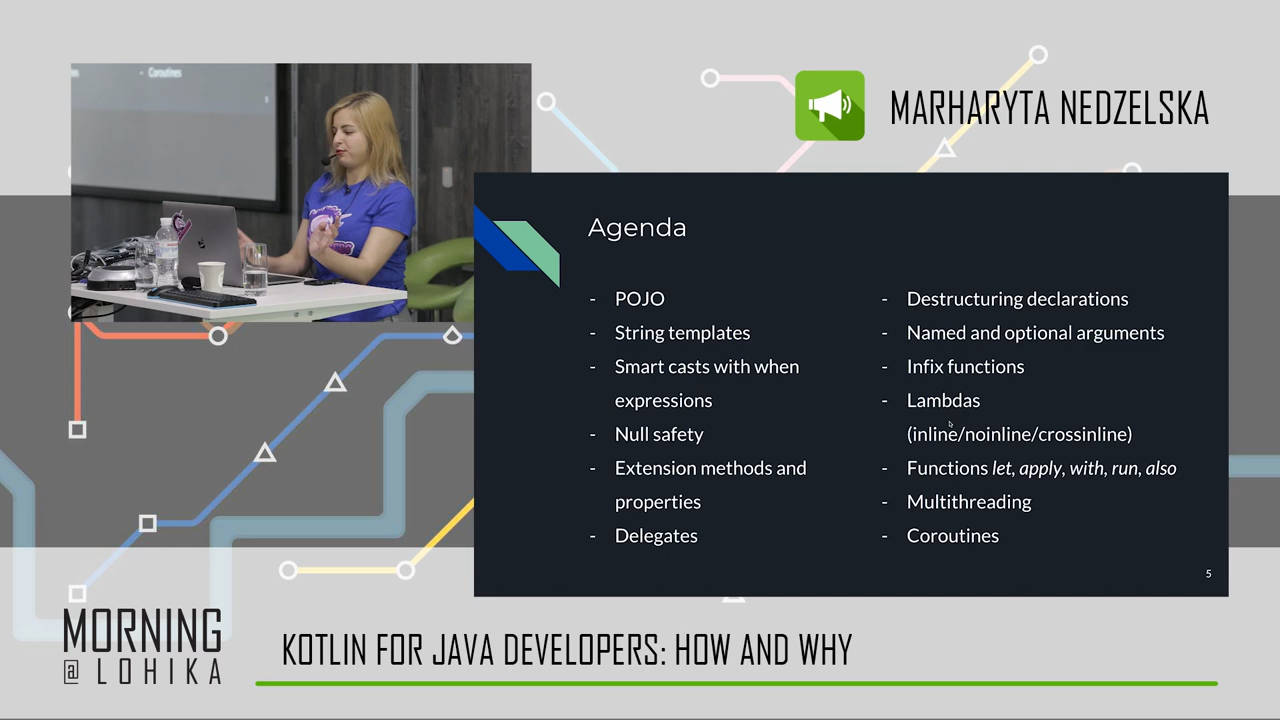 Coroutines
MARHARYTA NEDZELSKA
Agenda
- POJO
- String templates
- Smart casts with when
expressions
- Null safety
- Extension methods and
properties
- Delegates
- Destructuring declarations
- Named and optional arguments
- Infix functions
- Lambdas
(inline/noinline/crossinline)
- Functions let, apply, with, run, also
- Multithreading
- Coroutines
5
MORNING
@ LOHIKA
KOTLIN FOR JAVA DEVELOPERS: HOW AND WHY